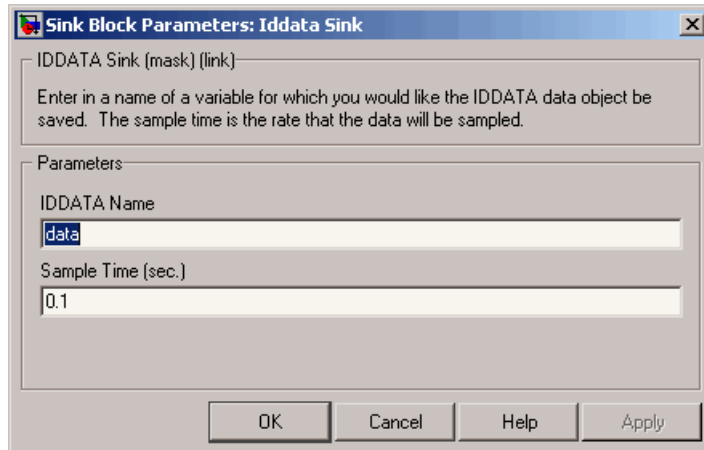 Sink Block Parameters: Iddata Sink
IDDATA Sink (mask) (link)
Enter in a name of a variable for which you would like the IDDATA data object be
saved. The sample time is the rate that the data will be sampled.
Parameters
IDDATA Name
data
Sample Time (sec.)
0.1
OK Cancel Help Apply